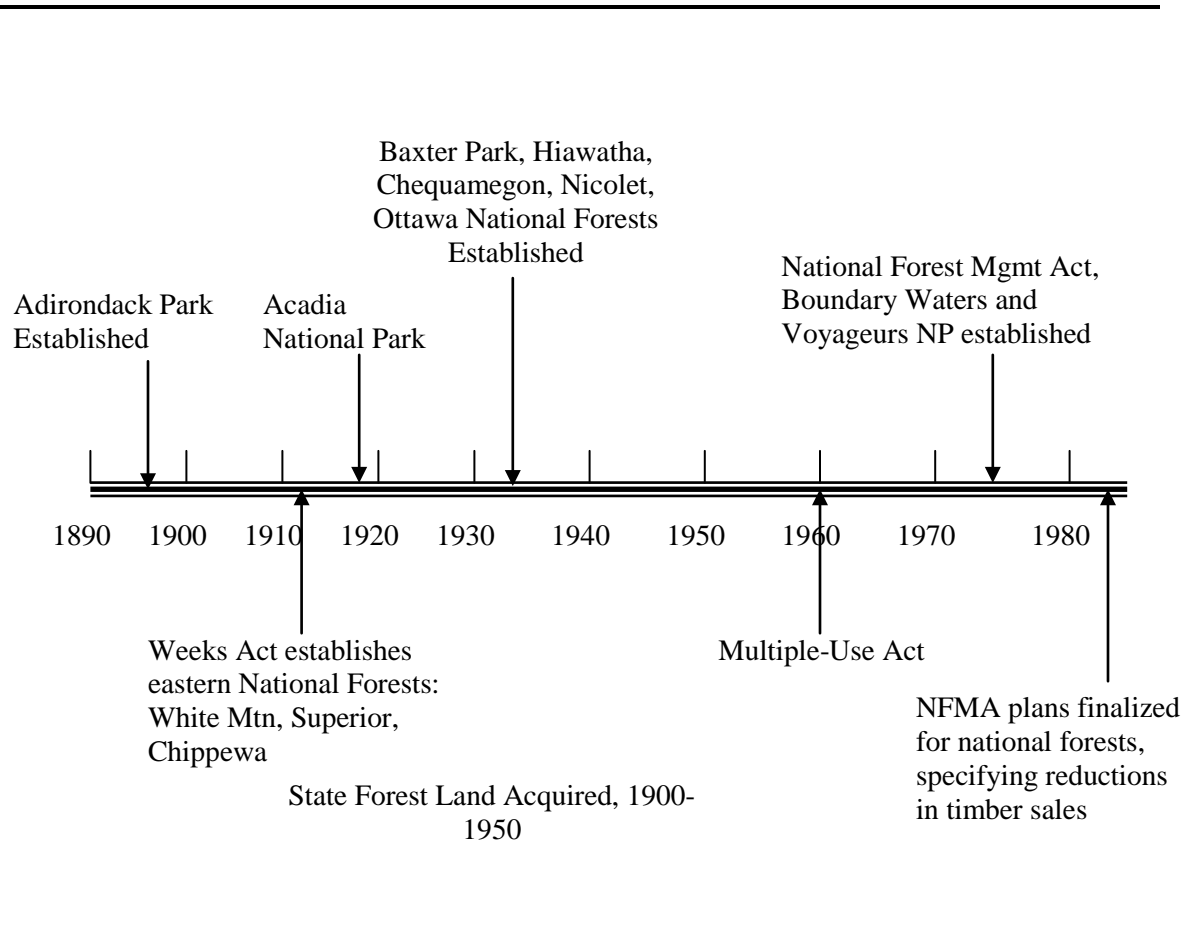 Baxter Park, Hiawatha,
Chequamegon, Nicolet,
Ottawa National Forests
Established
National Forest Mgmt Act,
Boundary Waters and
Voyageurs NP established
Adirondack Park
Established
Acadia
National Park
1890 1900 1910 1920 1930 1940 1950 1960 1970 1980
Weeks Act establishes
eastern National Forests:
White Mtn, Superior,
Chippewa
Multiple-Use Act
NFMA plans finalized
for national forests,
specifying reductions
in timber sales
State Forest Land Acquired, 1900-
1950